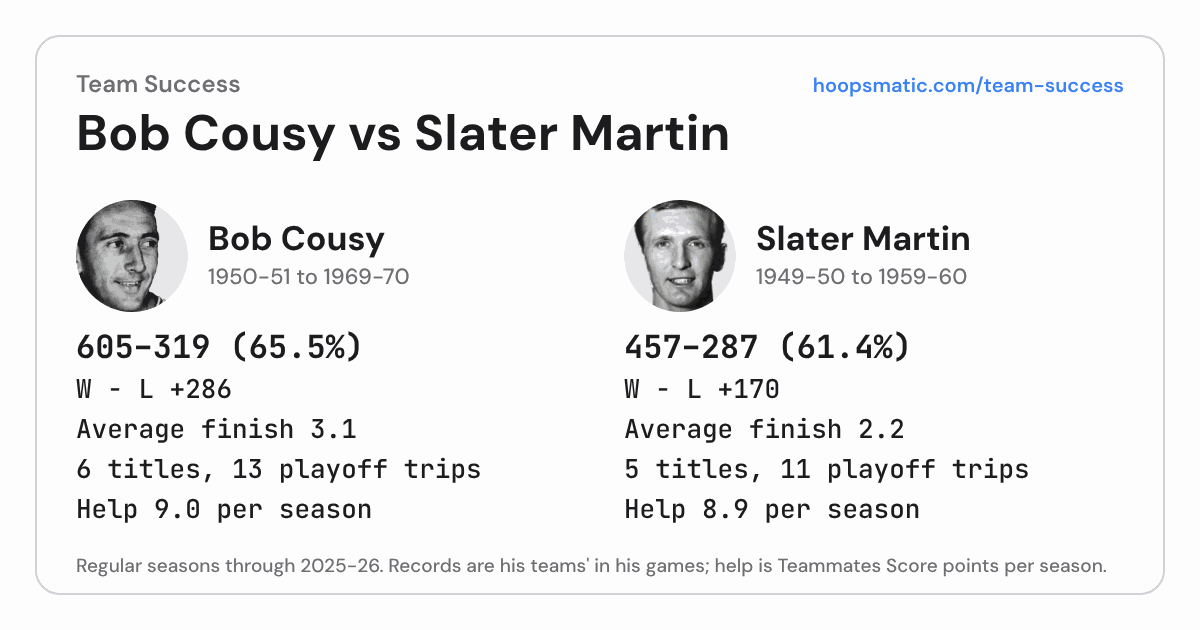 Team Success
hoopsmatic.com/team-success
Bob Cousy vs Slater Martin
Bob Cousy
1950-51 to 1969-70
605-319 (65.5%)
W - L +286
Average finish 3.1
6 titles, 13 playoff trips
Help 9.0 per season
Slater Martin
1949-50 to 1959-60
457-287 (61.4%)
W - L +170
Average finish 2.2
5 titles, 11 playoff trips
Help 8.9 per season
Regular seasons through 2025-26. Records are his teams' in his games; help is Teammates Score points per season.